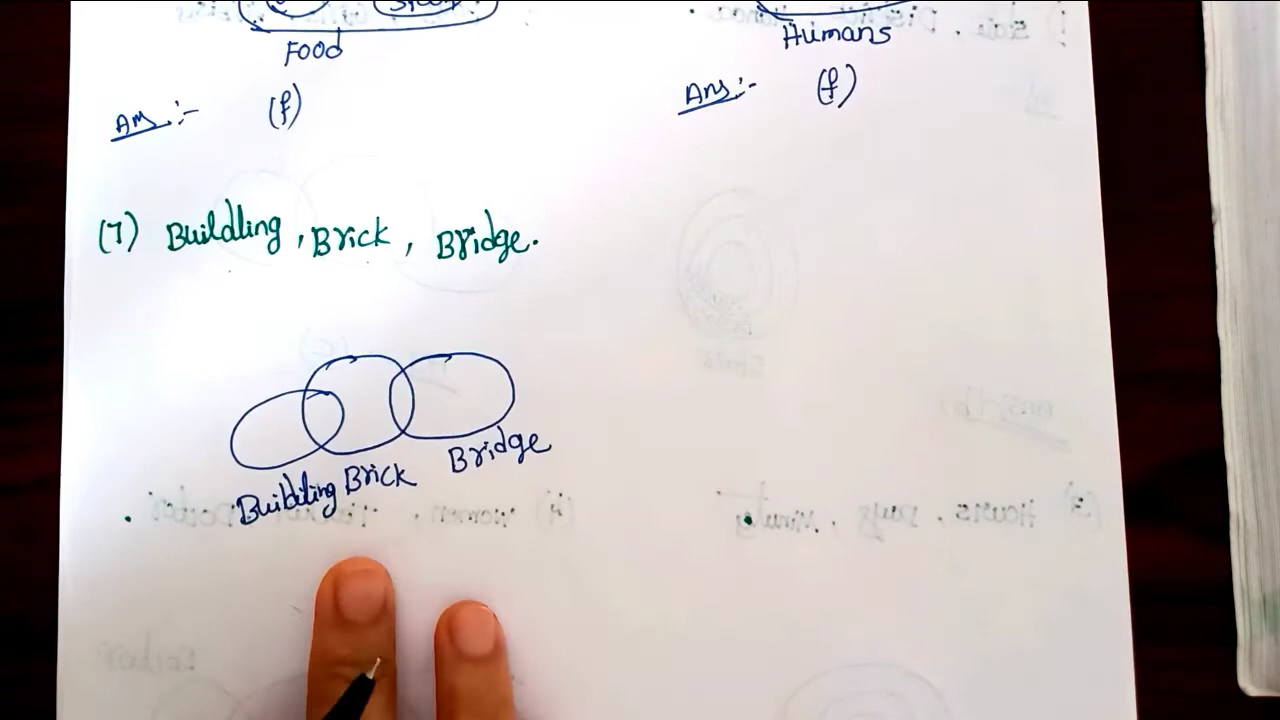 Food
Humans
Ans :- (f)
Ans :- (f)
(7) Buildling , Brick , Bridge.
Building Brick Bridge